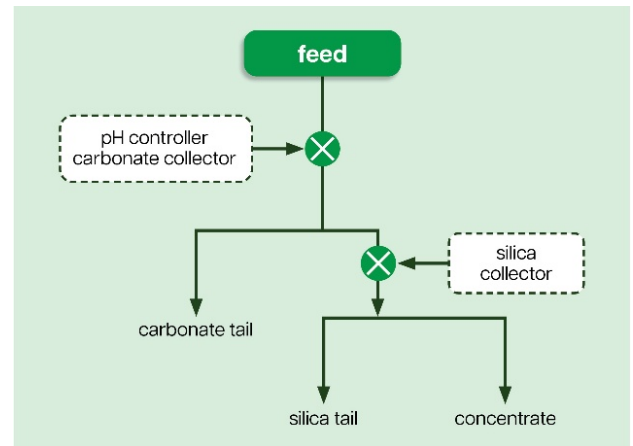 feed
pH controller
carbonate collector
silica
collector
carbonate tail
silica tail
concentrate